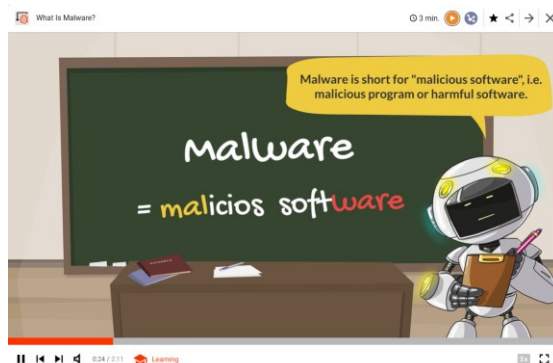 What Is Malware?
3 min.
Malware is short for "malicious software", i.e.
malicious program or harmful software.
Malware
= malicios software
0:24 / 2:11
Learning